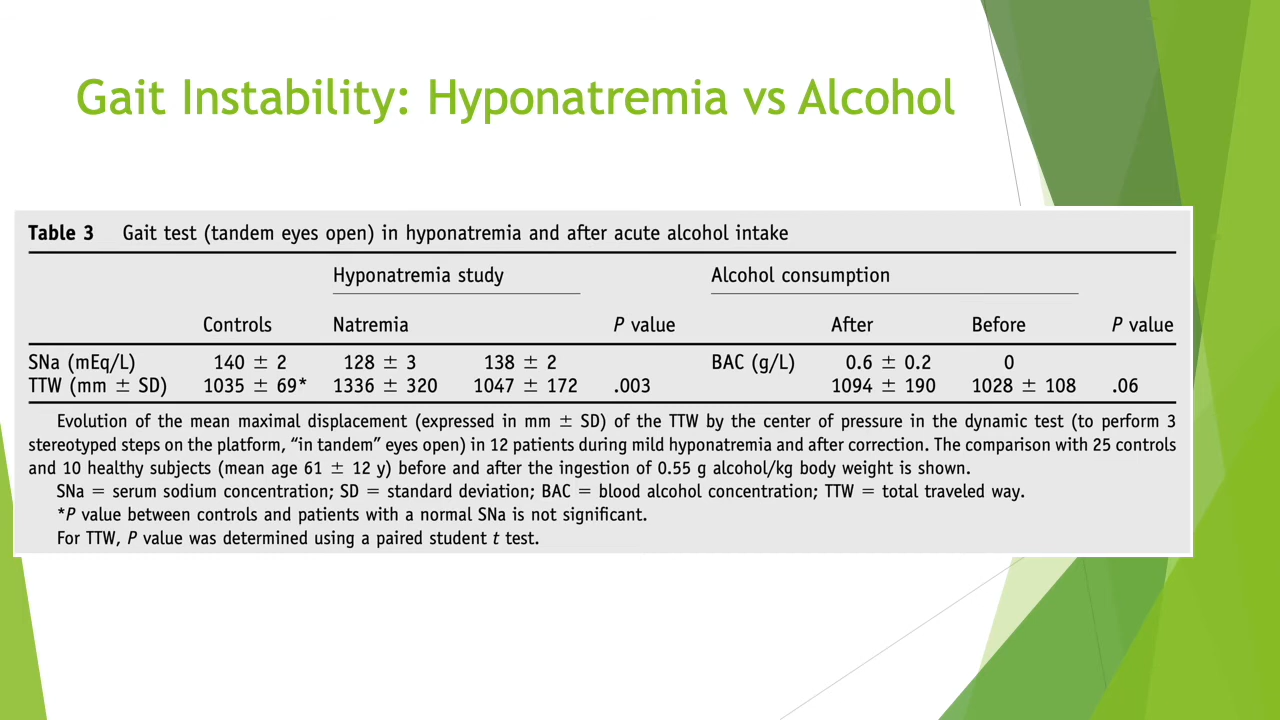 Gait Instability: Hyponatremia vs Alcohol
Table 3 Gait test (tandem eyes open) in hyponatremia and after acute alcohol intake
Hyponatremia study Alcohol consumption
Controls Natremia P value After Before P value
SNa (mEq/L) 140 ± 2 128 ± 3 138 ± 2 BAC (g/L) 0.6 ± 0.2 0
TTW (mm ± SD) 1035 ± 69* 1336 ± 320 1047 ± 172 .003 1094 ± 190 1028 ± 108 .06
Evolution of the mean maximal displacement (expressed in mm ± SD) of the TTW by the center of pressure in the dynamic test (to perform 3
stereotyped steps on the platform, “in tandem” eyes open) in 12 patients during mild hyponatremia and after correction. The comparison with 25 controls
and 10 healthy subjects (mean age 61 ± 12 y) before and after the ingestion of 0.55 g alcohol/kg body weight is shown.
SNa = serum sodium concentration; SD = standard deviation; BAC = blood alcohol concentration; TTW = total traveled way.
*P value between controls and patients with a normal SNa is not significant.
For TTW, P value was determined using a paired student t test.